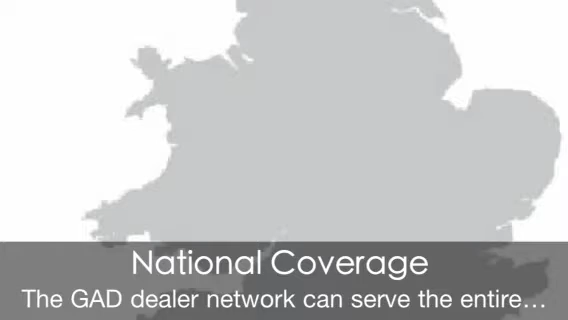 National Coverage
The GAD dealer network can serve the entire…